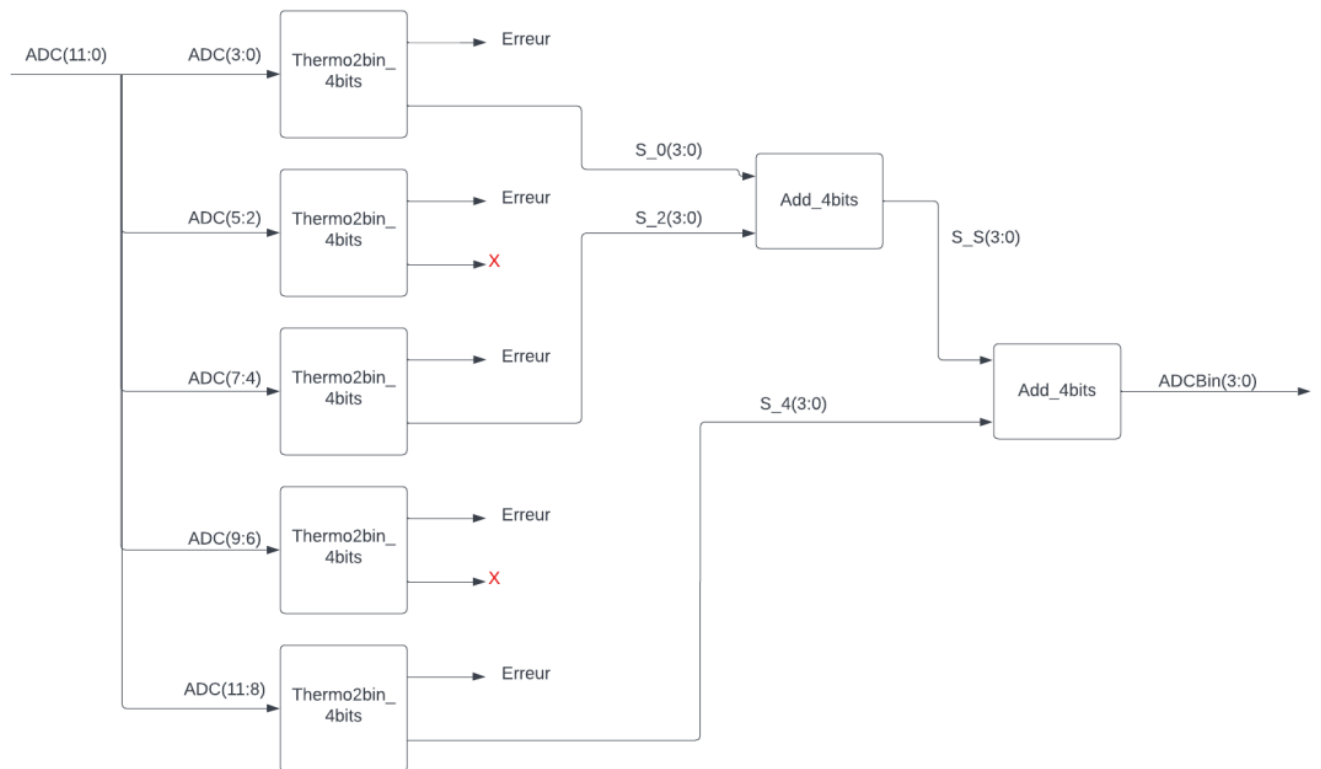 Erreur
ADC(11:0)
ADC(3:0)
Thermo2bin_
4bits
S_0(3:0)
Add_4bits
Erreur
ADC(5:2)
Thermo2bin_
4bits
S_2(3:0)
S_S(3:0)
X
Erreur
ADC(7:4)
Thermo2bin_
4bits
Add_4bits
ADCBin(3:0)
S_4(3:0)
Erreur
ADC(9:6)
Thermo2bin_
4bits
X
Erreur
ADC(11:8)
Thermo2bin_
4bits